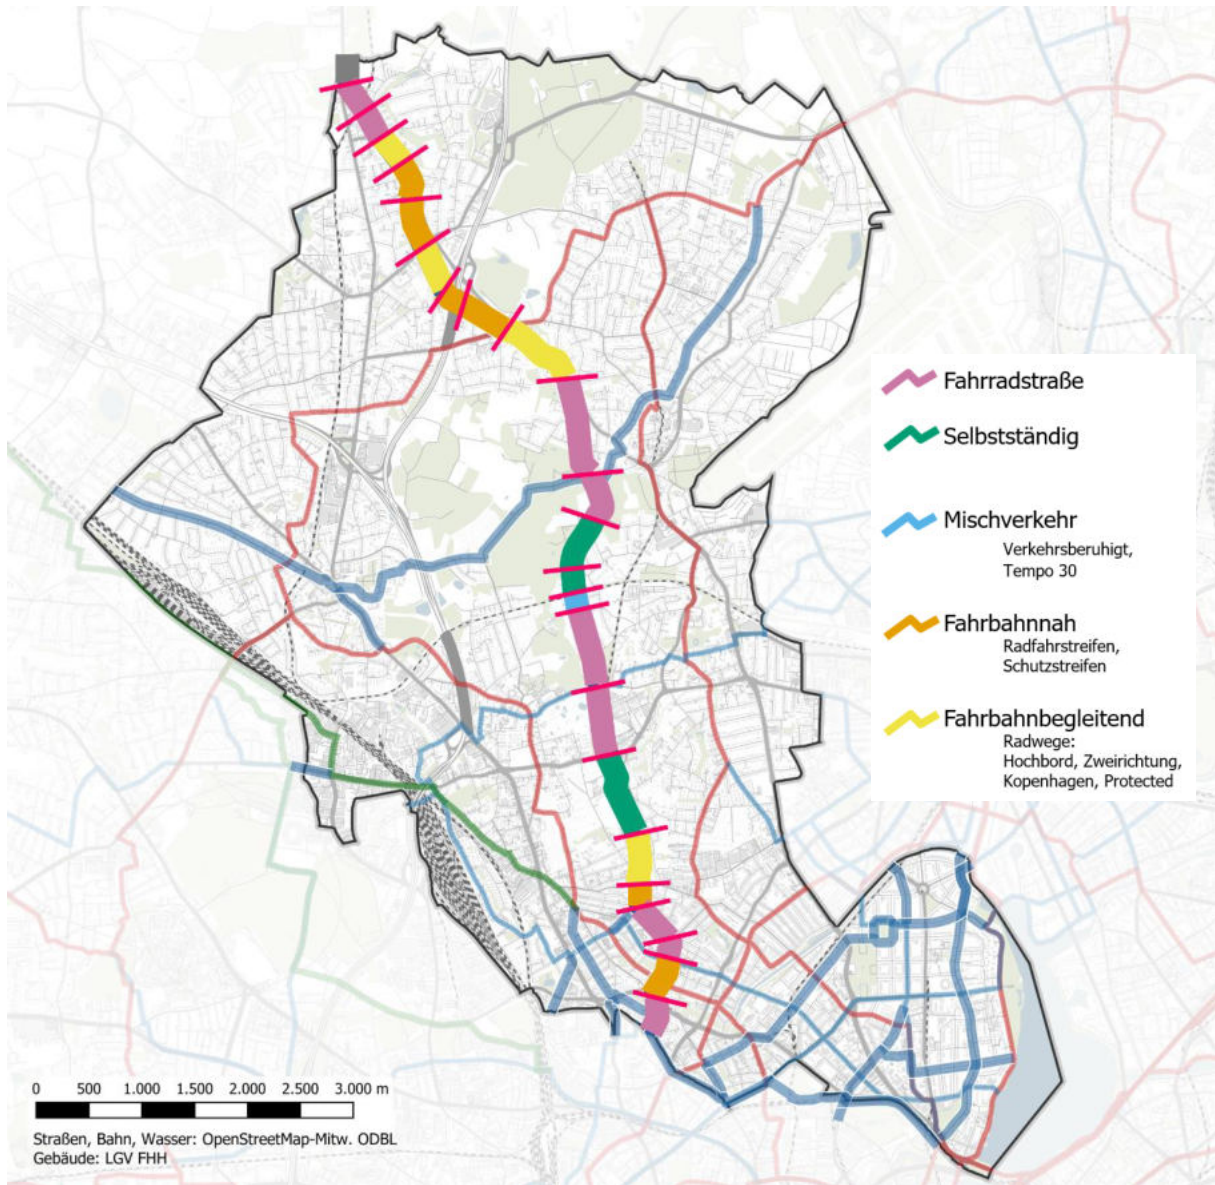 Fahrradstraße
Selbstständig
Mischverkehr
Verkehrsberuhigt,
Tempo 30
Fahrbahnnah
Radfahrstreifen,
Schutzstreifen
Fahrbahnbegleitend
Radwege:
Hochbord, Zweirichtung,
Kopenhagen, Protected
0 500 1.000 1.500 2.000 2.500 3.000 m
Straßen, Bahn, Wasser: OpenStreetMap-Mitw. ODBL
Gebäude: LGV FHH